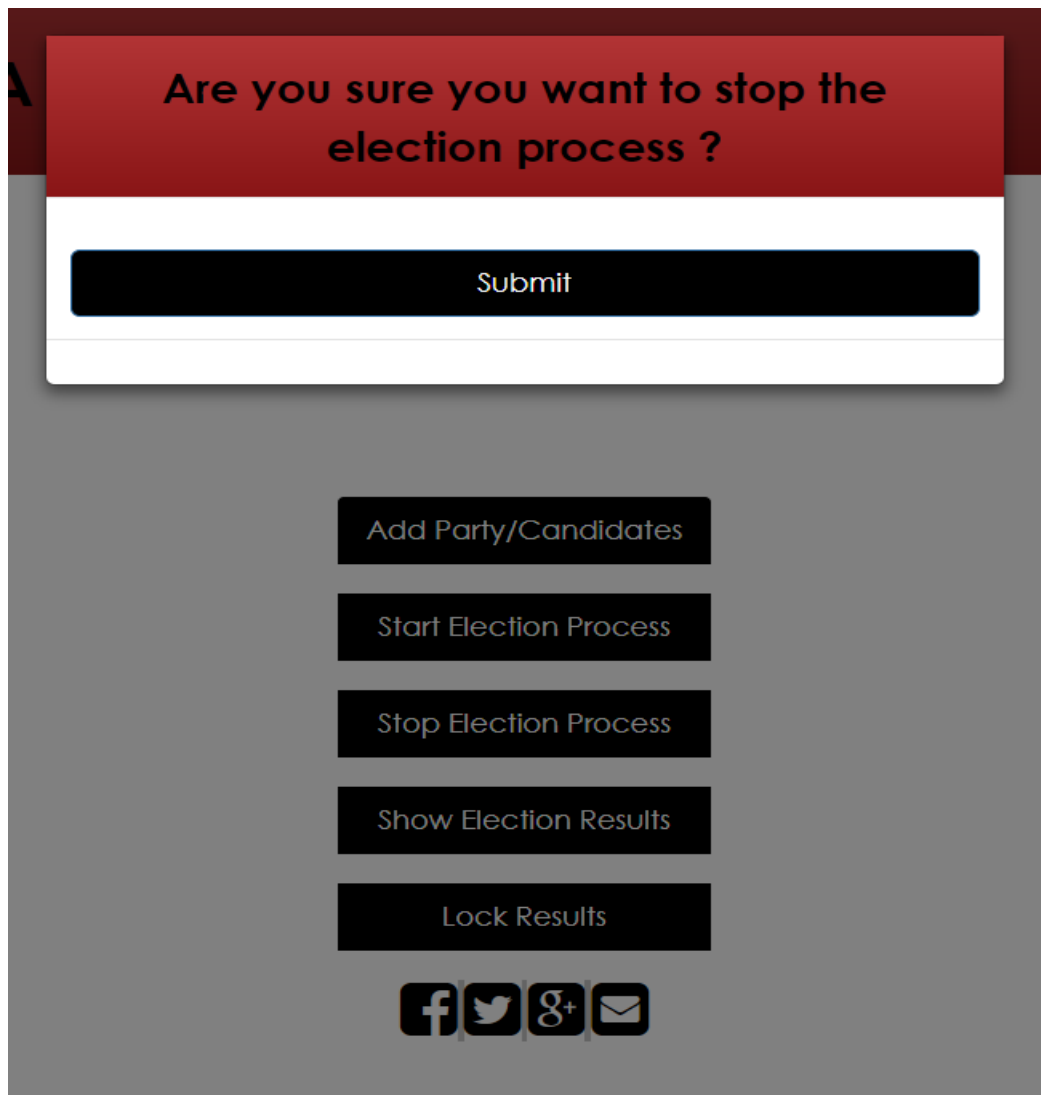 A
Are you sure you want to stop the
election process ?
Submit
Add Party/Candidates
Start Election Process
Stop Election Process
Show Election Results
Lock Results